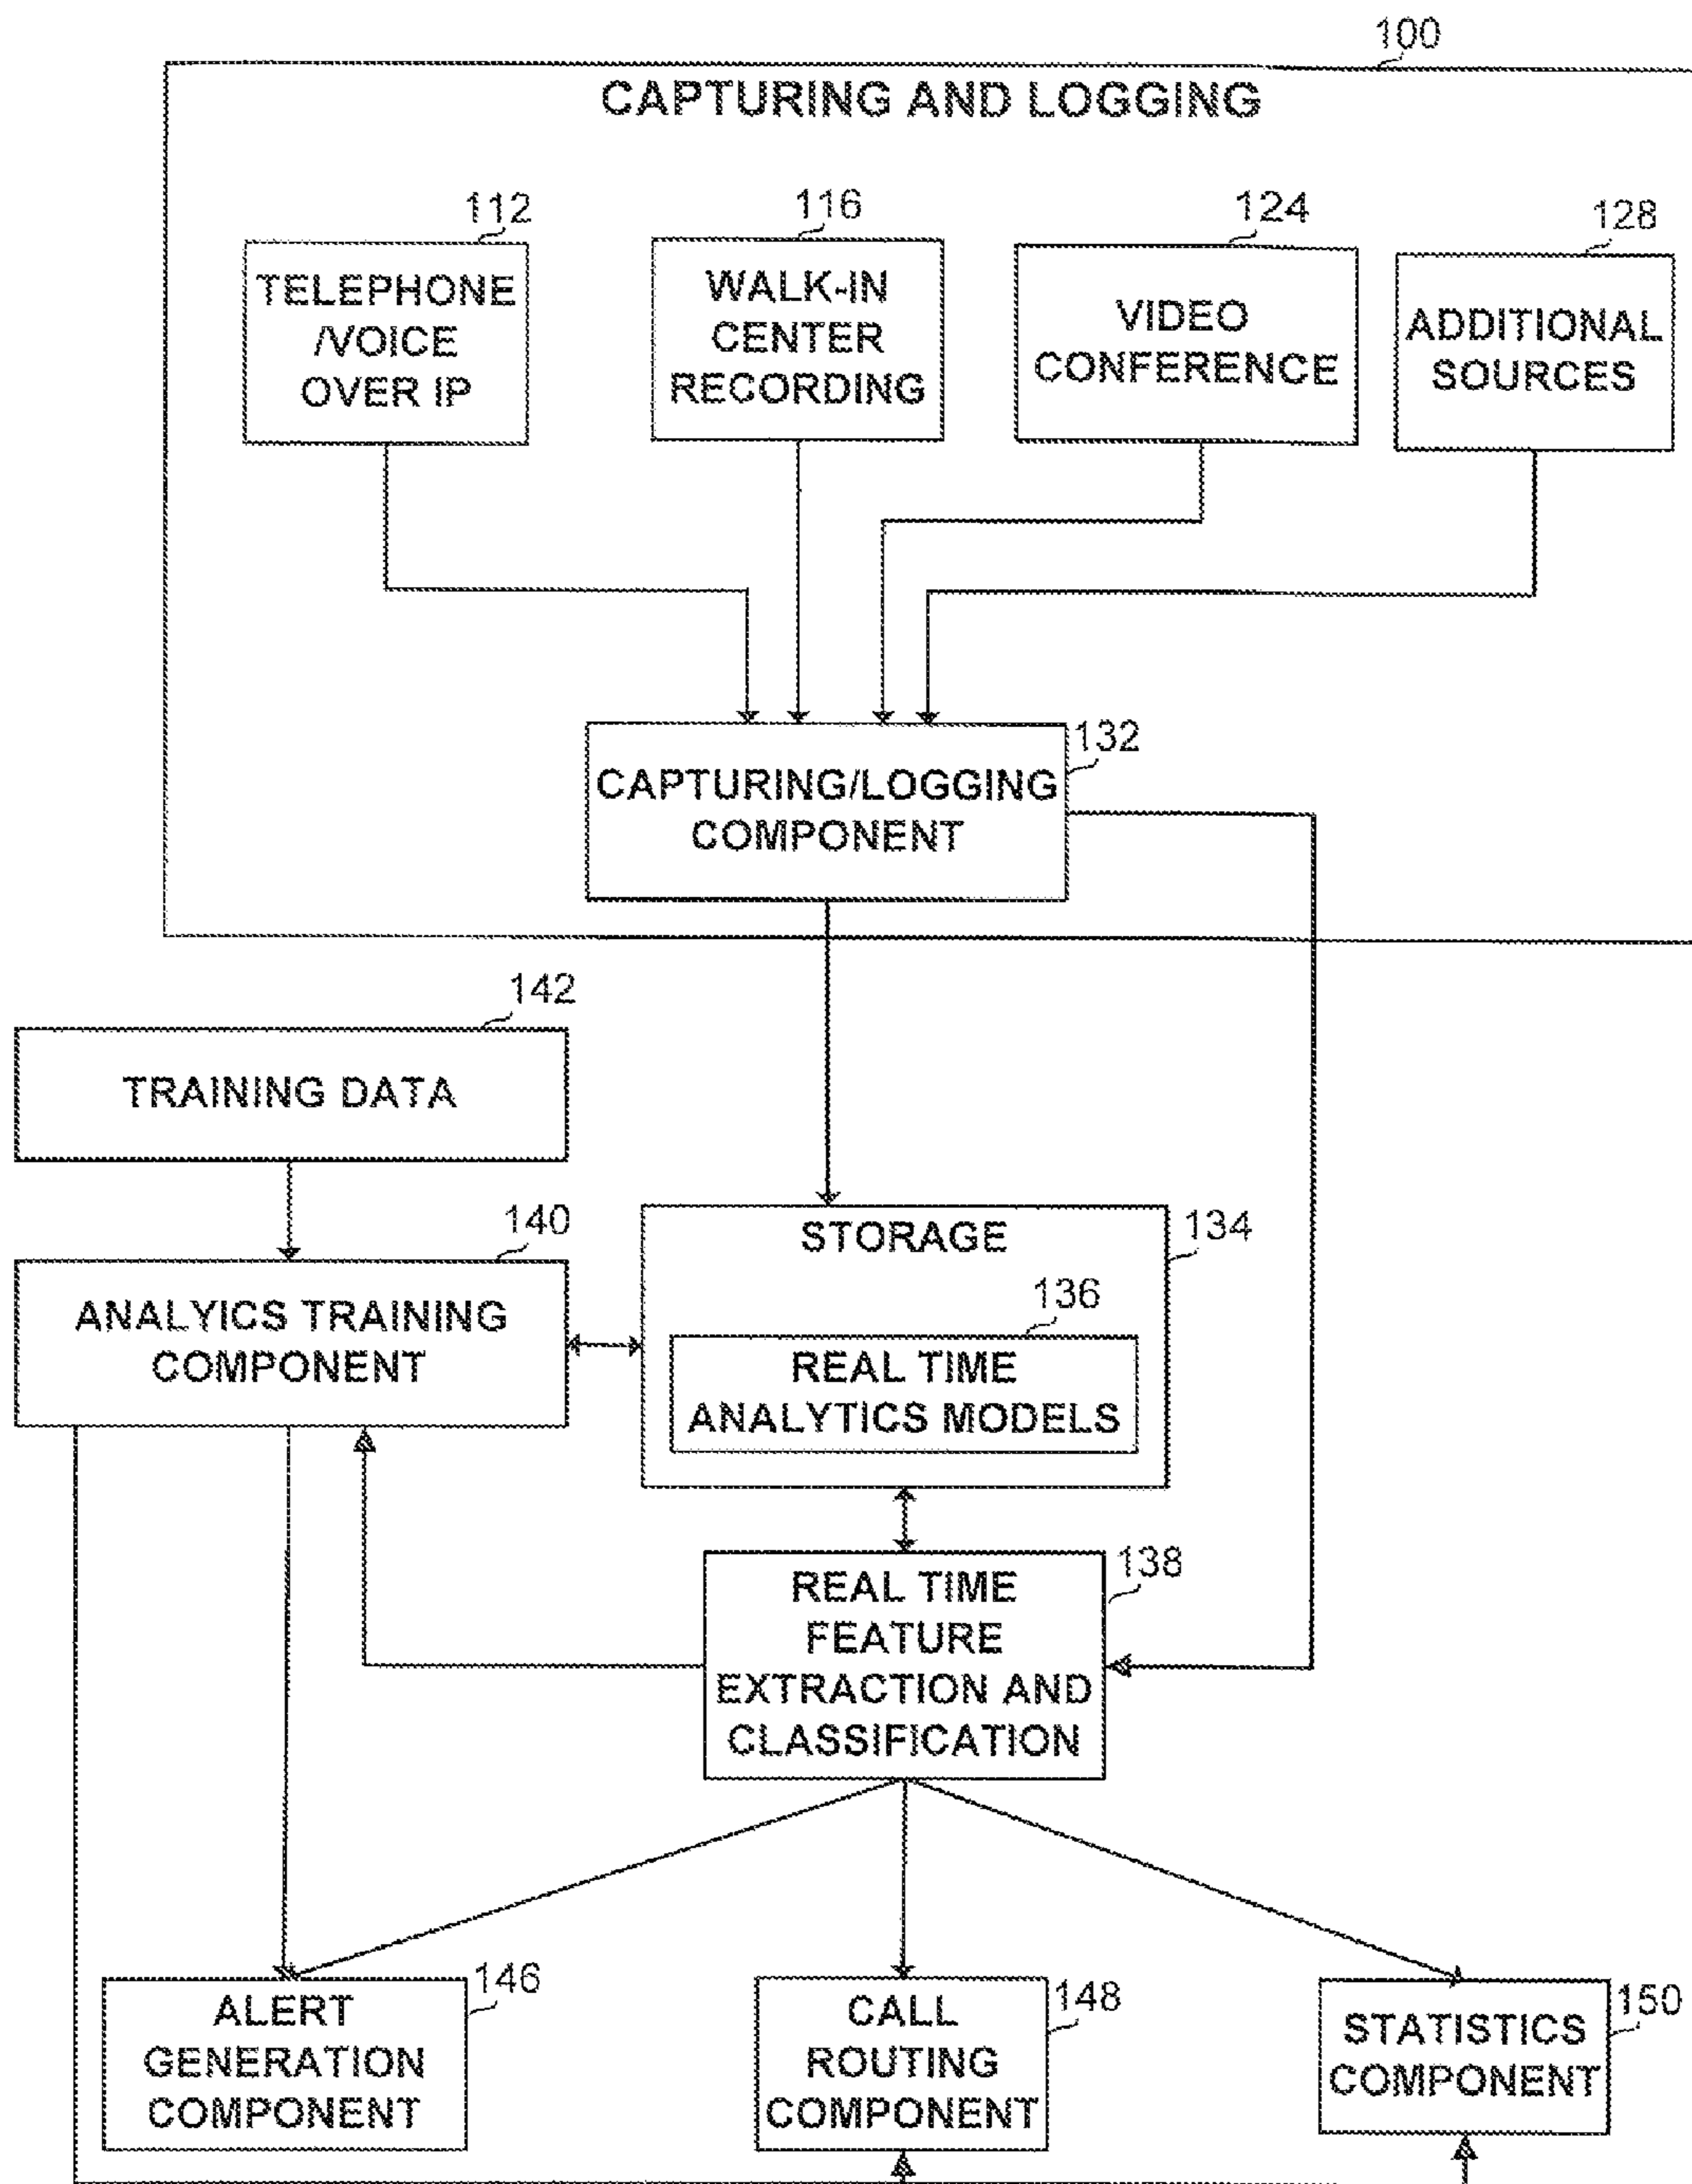 100
CAPTURING AND LOGGING
112
TELEPHONE
/VOICE
OVER IP
116
WALK-IN
CENTER
RECORDING
124
VIDEO
CONFERENCE
128
ADDITIONAL
SOURCES
132
CAPTURING/LOGGING
COMPONENT
142
TRAINING DATA
140
ANALYICS TRAINING
COMPONENT
STORAGE
134
136
REAL TIME
ANALYTICS MODELS
138
REAL TIME
FEATURE
EXTRACTION AND
CLASSIFICATION
146
ALERT
GENERATION
COMPONENT
148
CALL
ROUTING
COMPONENT
150
STATISTICS
COMPONENT